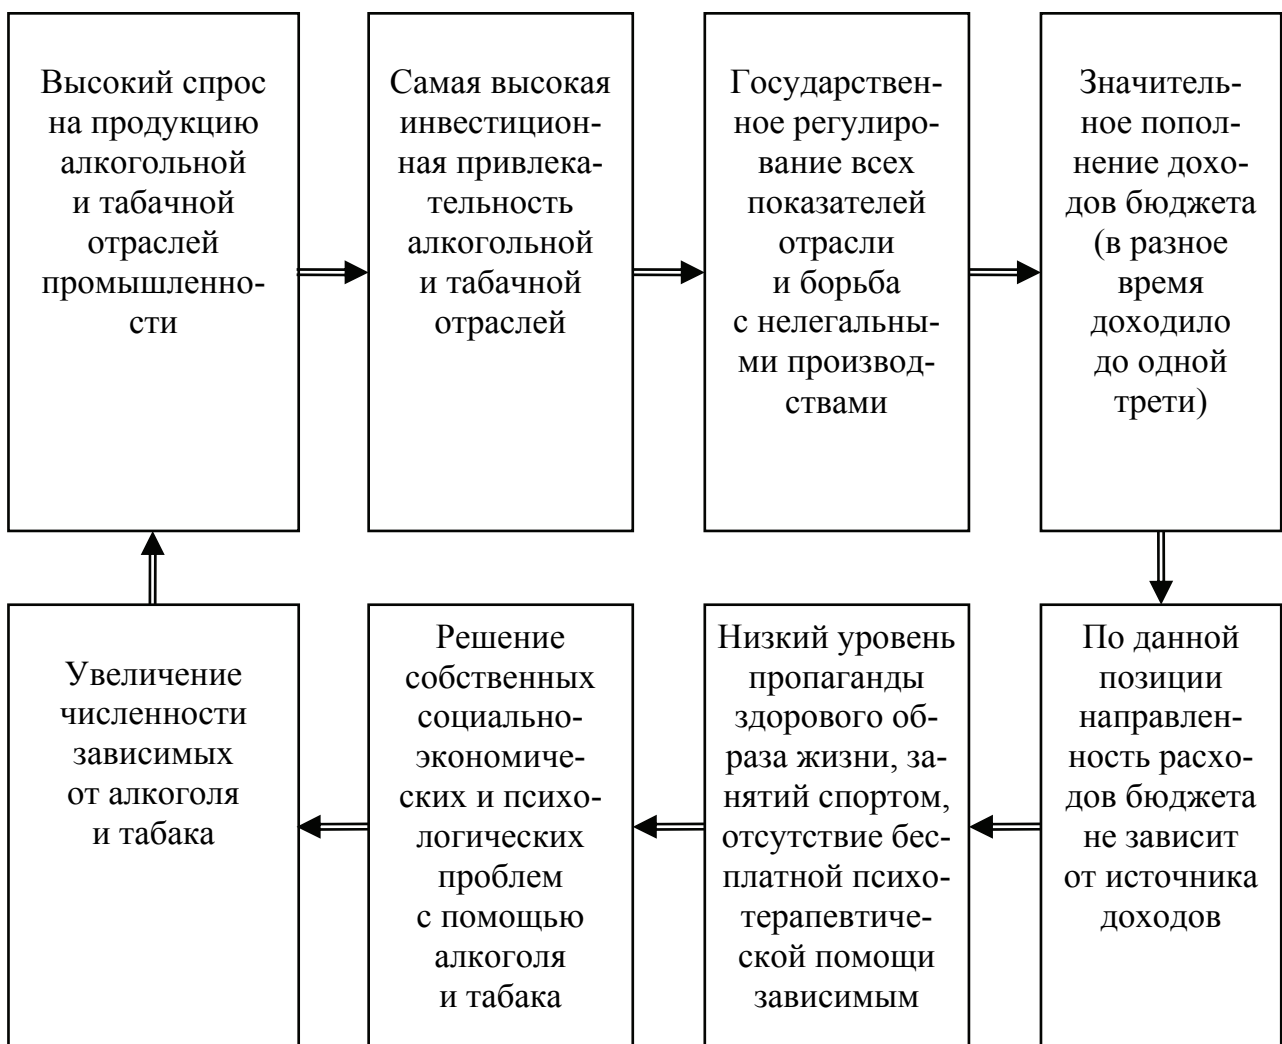 Высокий спрос
на продукцию
алкогольной
и табачной
отраслей
промышленно-
сти
Самая высокая
инвестицион-
ная привлека-
тельность
алкогольной
и табачной
отраслей
Государствен-
ное регулиро-
вание всех
показателей
отрасли
и борьба
с нелегальны-
ми производ-
ствами
Значитель-
ное попол-
нение дохо-
дов бюджета
(в разное
время
доходило
до одной
трети)
По данной
позиции
направлен-
ность расхо-
дов бюджета
не зависит
от источника
доходов
Низкий уровень
пропаганды
здорового об-
раза жизни, за-
нятий спортом,
отсутствие бес-
платной психо-
терапевтиче-
ской помощи
зависимым
Решение
собственных
социально-
экономиче-
ских и психо-
логических
проблем
с помощью
алкоголя
и табака
Увеличение
численности
зависимых
от алкоголя
и табака